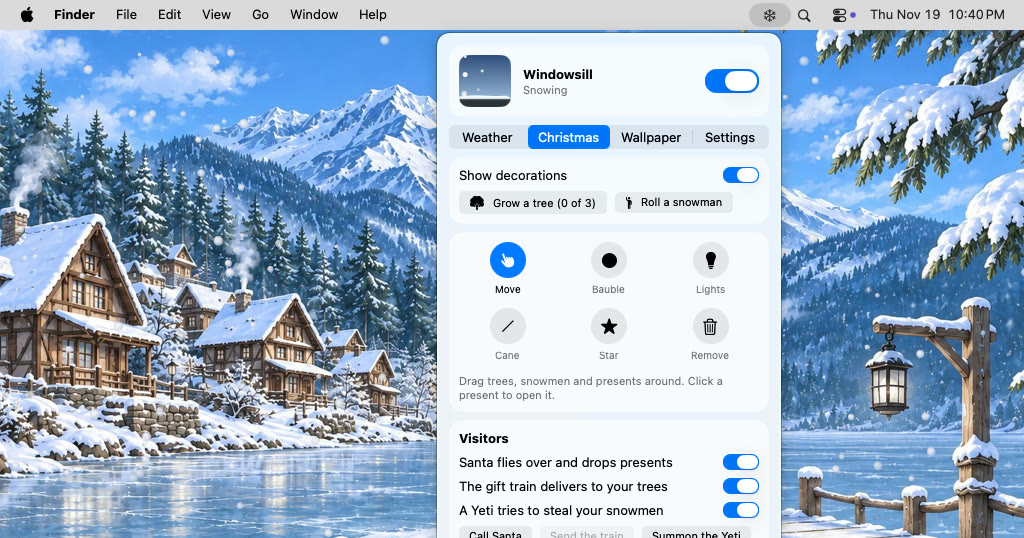 Finder File Edit View Go Window Help Thu Nov 19 10:40 PM
Windowsill
Snowing
Weather Christmas Wallpaper Settings
Show decorations
Grow a tree (0 of 3) Roll a snowman
Move Bauble Lights
Cane Star Remove
Drag trees, snowmen and presents around. Click a
present to open it.
Visitors
Santa flies over and drops presents
The gift train delivers to your trees
A Yeti tries to steal your snowmen
Call Santa Send the train Summon the Yeti